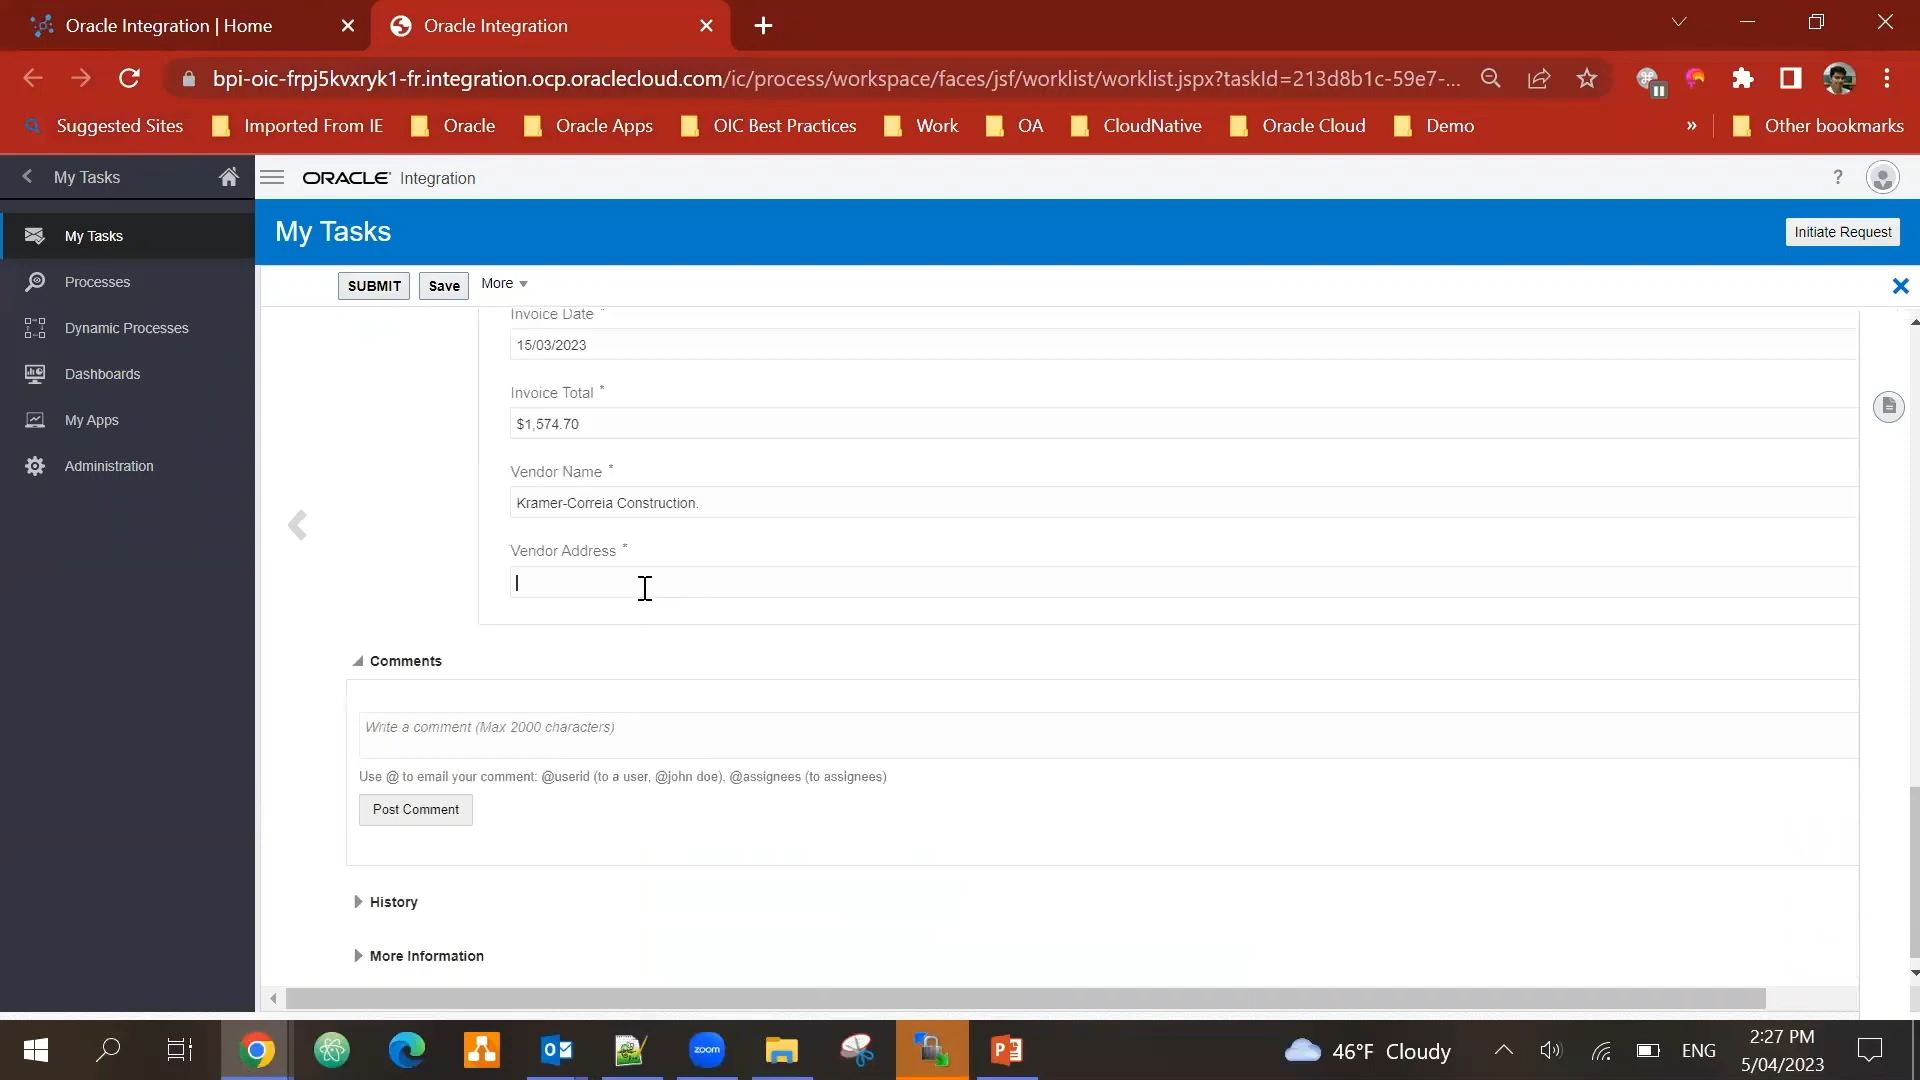 Oracle Integration | Home
Oracle Integration
bpi-oic-frpj5kvxryk1-fr.integration.ocp.oraclecloud.com/ic/process/workspace/faces/jsf/worklist/worklist.jspx?taskId=213d8b1c-59e7-...
Suggested Sites
Imported From IE
Oracle
Oracle Apps
OIC Best Practices
Work
OA
CloudNative
Oracle Cloud
Demo
»
Other bookmarks
My Tasks
ORACLE Integration
?
My Tasks
Processes
Dynamic Processes
Dashboards
My Apps
Administration
My Tasks
Initiate Request
SUBMIT
Save
More
Invoice Date *
15/03/2023
Invoice Total *
$1,574.70
Vendor Name *
Kramer-Correia Construction.
Vendor Address *
Comments
Write a comment (Max 2000 characters)
Use @ to email your comment: @userid (to a user, @john doe), @assignees (to assignees)
Post Comment
History
More Information
zoom
46°F Cloudy
ENG
2:27 PM
5/04/2023